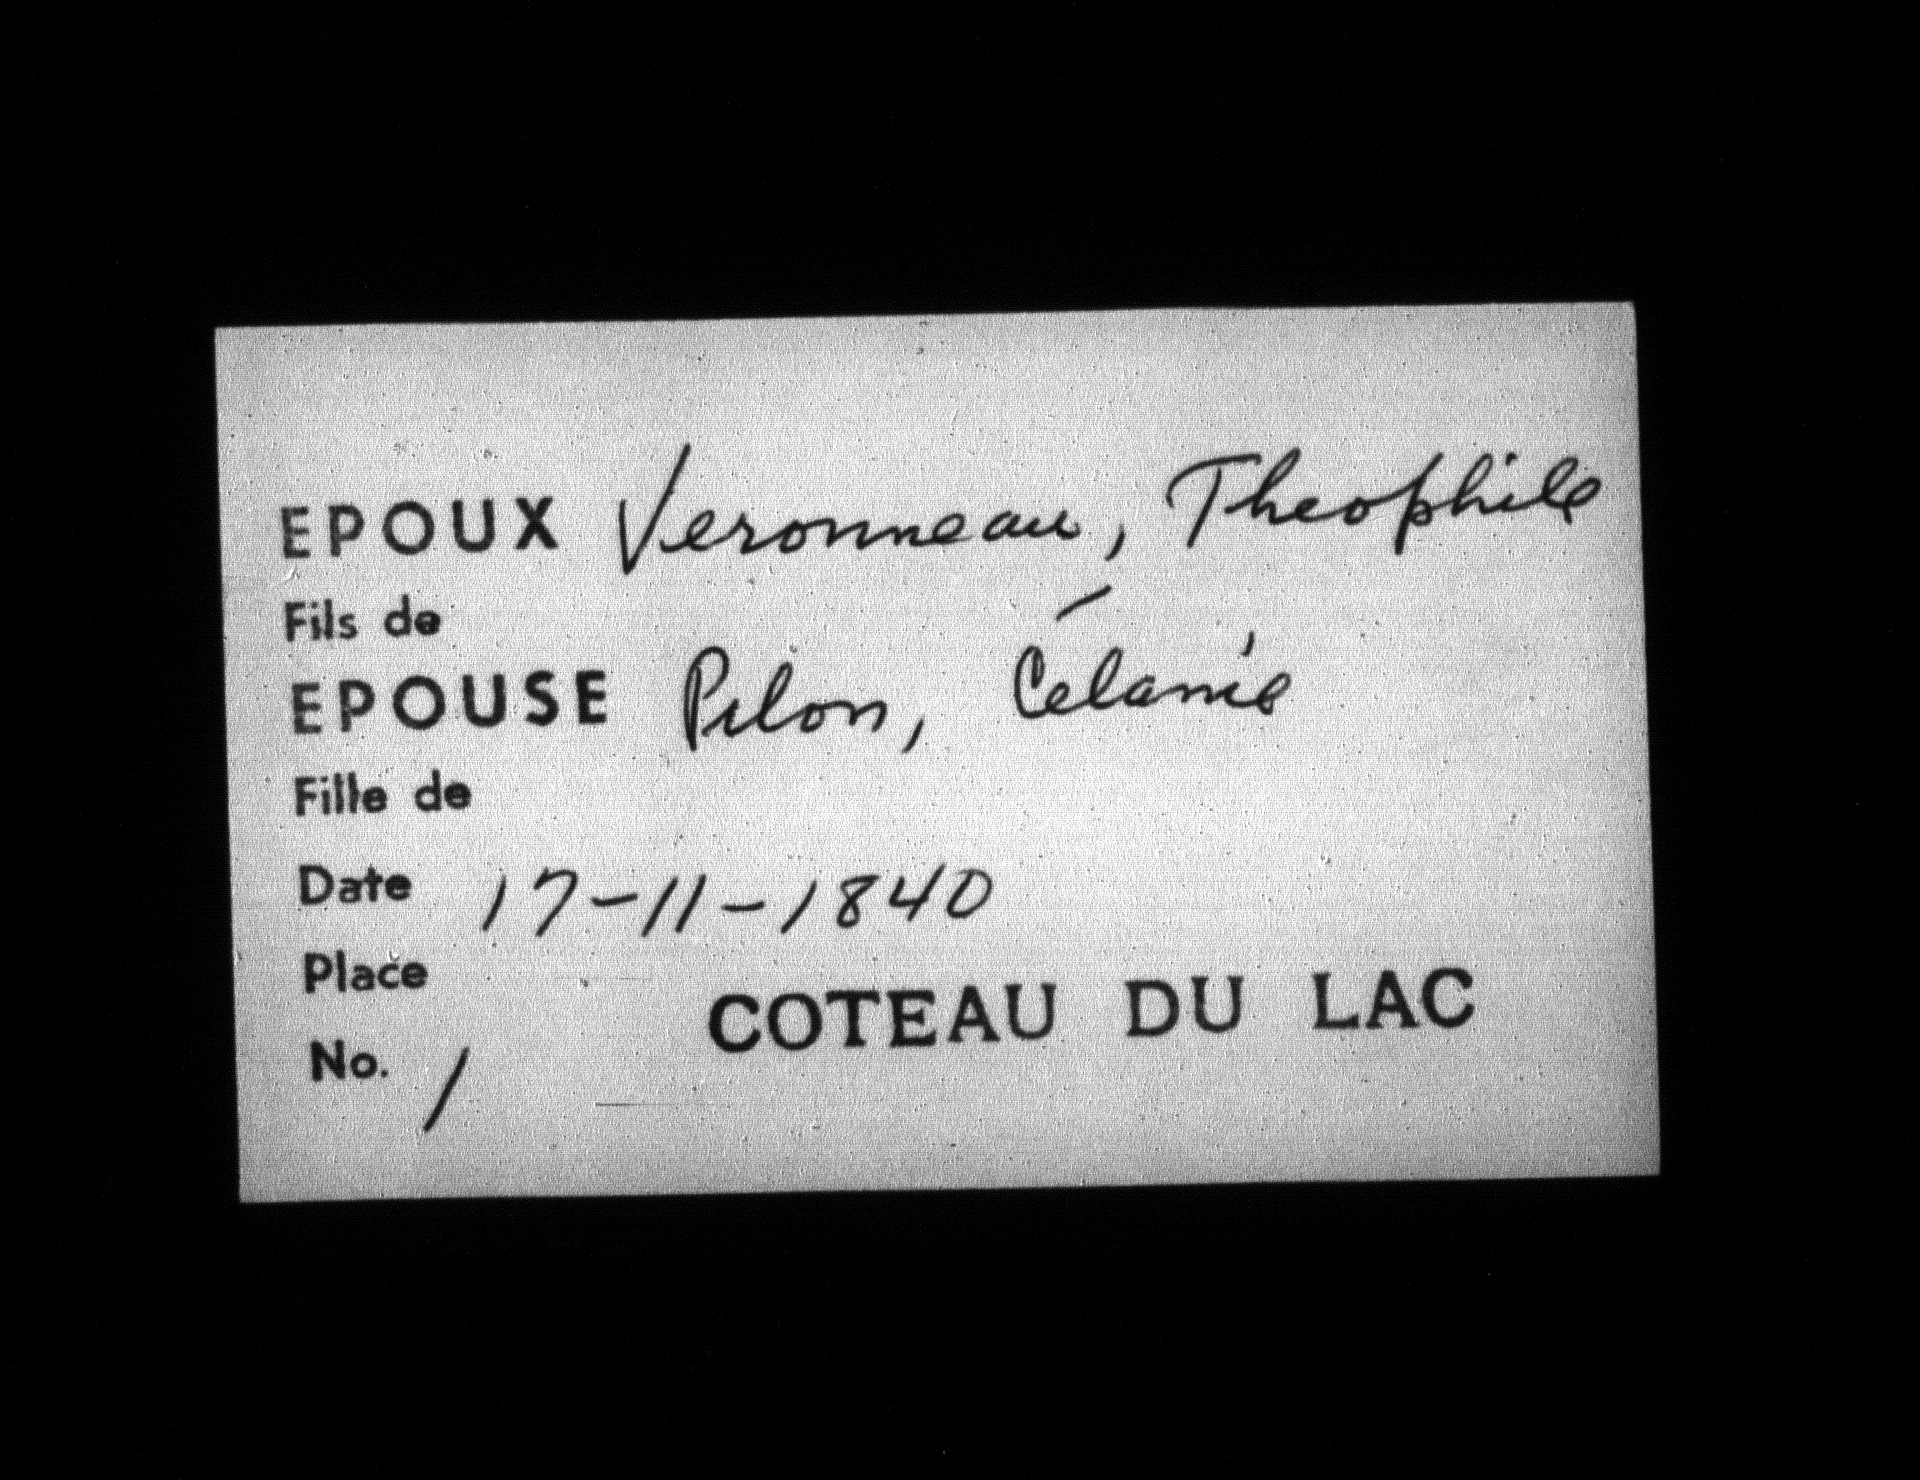 EPOUX Veronneau, Theophile
Fils de
EPOUSE Pilon, Célanie
Fille de
Date 17-11-1840
Place COTEAU DU LAC
No. 1